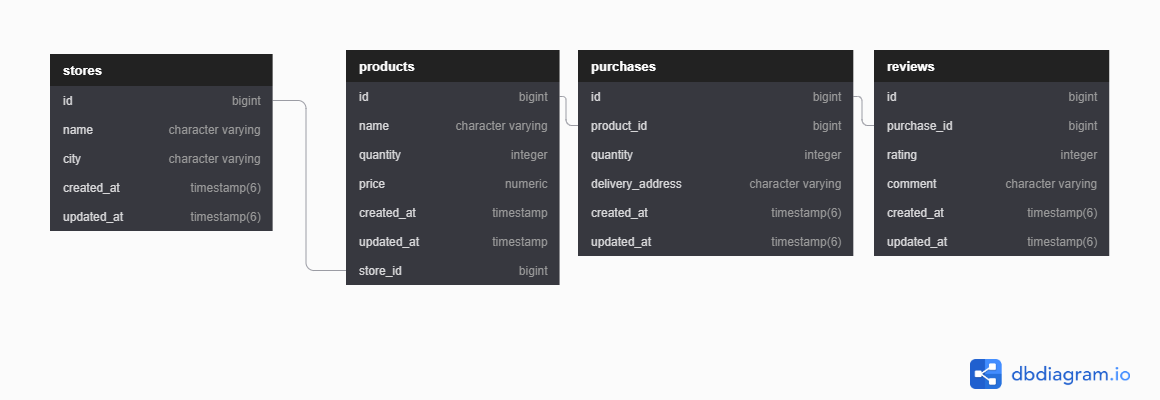 stores
id bigint
name character varying
city character varying
created_at timestamp(6)
updated_at timestamp(6)
products
id bigint
name character varying
quantity integer
price numeric
created_at timestamp
updated_at timestamp
store_id bigint
purchases
id bigint
product_id bigint
quantity integer
delivery_address character varying
created_at timestamp(6)
updated_at timestamp(6)
reviews
id bigint
purchase_id bigint
rating integer
comment character varying
created_at timestamp(6)
updated_at timestamp(6)
dbdiagram.io